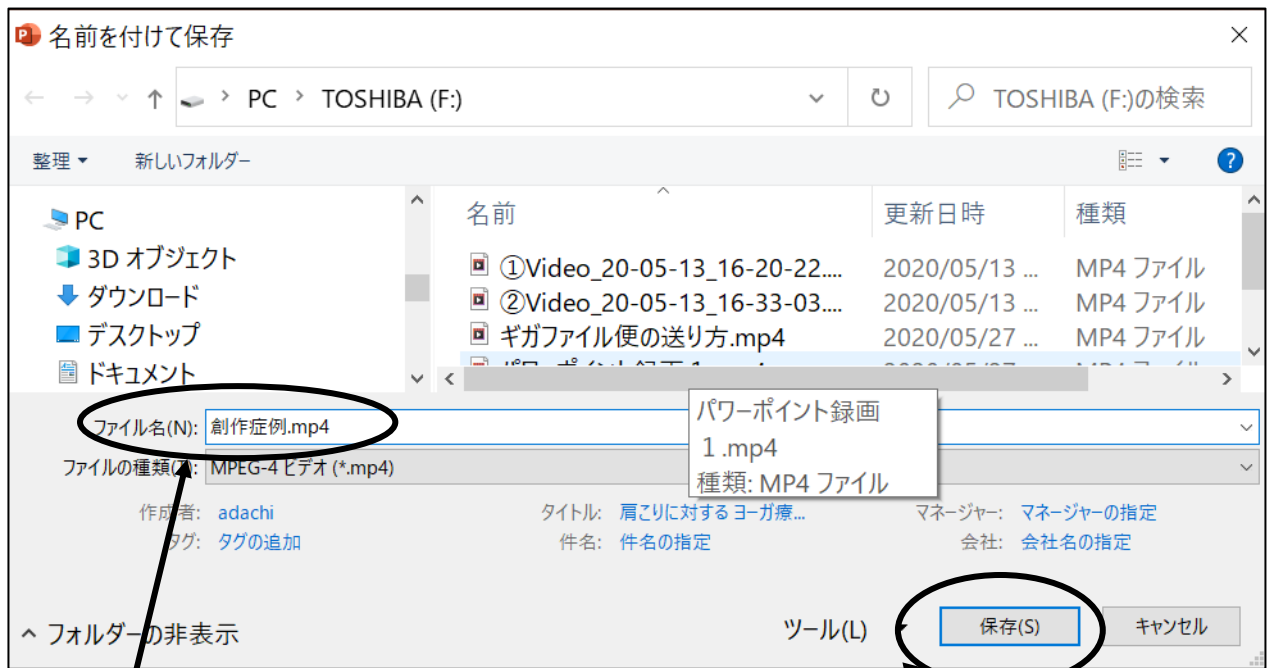 名前を付けて保存
PC > TOSHIBA (F:)
TOSHIBA (F:)の検索
整理 新しいフォルダー
PC
3D オブジェクト
ダウンロード
デスクトップ
ドキュメント
名前 更新日時 種類
①Video_20-05-13_16-20-22.... 2020/05/13 ... MP4 ファイル
②Video_20-05-13_16-33-03.... 2020/05/13 ... MP4 ファイル
ギガファイル便の送り方.mp4 2020/05/27 ... MP4 ファイル
パワーポイント録画
１.mp4
種類: MP4 ファイル
ファイル名(N): 創作症例.mp4
ファイルの種類(T): MPEG-4 ビデオ (*.mp4)
作成者: adachi タイトル: 肩こりに対する ヨーガ療... マネージャー: マネージャーの指定
タグ: タグの追加 件名: 件名の指定 会社: 会社名の指定
フォルダーの非表示 ツール(L) 保存(S) キャンセル